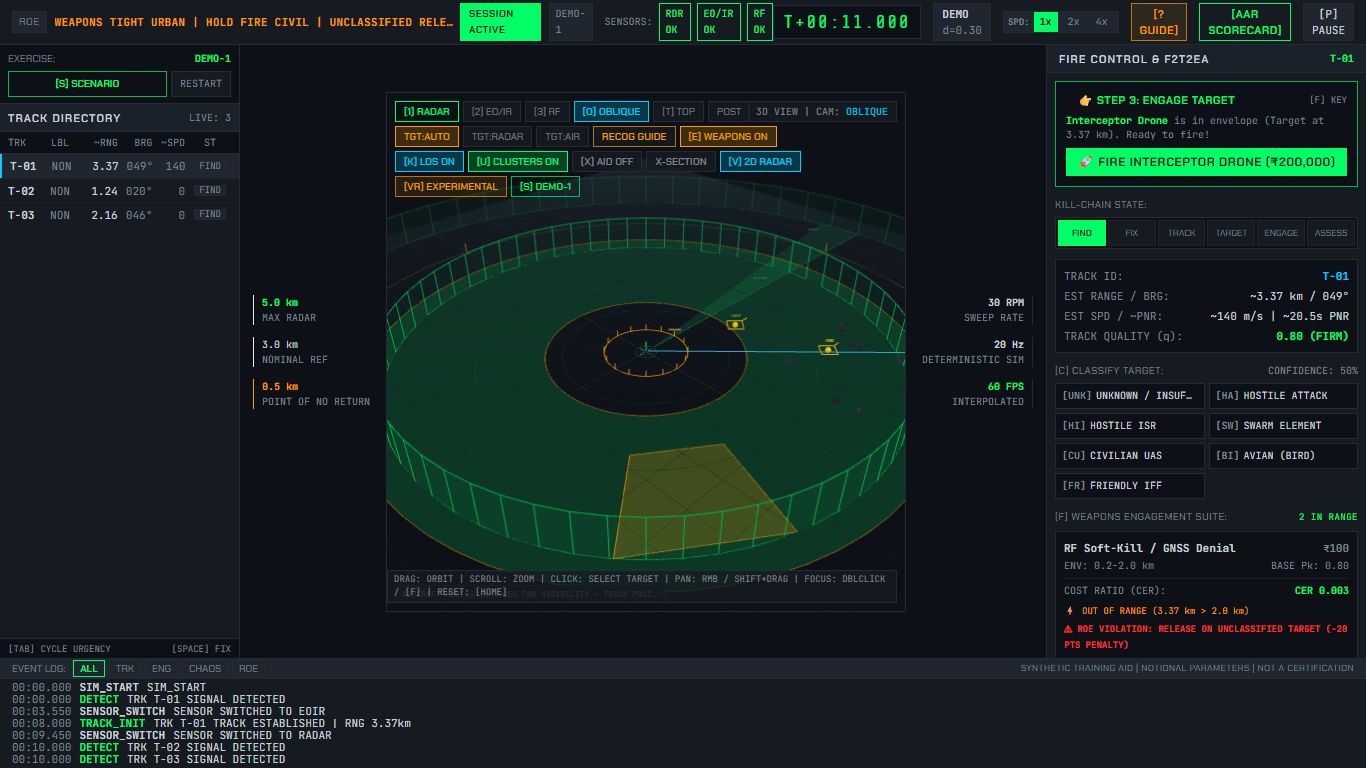 ROE WEAPONS TIGHT URBAN | HOLD FIRE CIVIL | UNCLASSIFIED RELE…
SESSION ACTIVE
DEMO-1
SENSORS:
RDR OK
EO/IR OK
RF OK
T+00:11.000
DEMO
d=0.30
SPD: 1x 2x 4x
[? GUIDE]
[AAR SCORECARD]
[P] PAUSE
EXERCISE: DEMO-1
[S] SCENARIO RESTART
TRACK DIRECTORY LIVE: 3
TRK LBL ~RNG BRG ~SPD ST
T-01 NON 3.37 049° 140 FIND
T-02 NON 1.24 020° 0 FIND
T-03 NON 2.16 046° 0 FIND
[TAB] CYCLE URGENCY [SPACE] FIX
[1] RADAR [2] EO/IR [3] RF [O] OBLIQUE [T] TOP POST 3D VIEW | CAM: OBLIQUE
TGT:AUTO TGT:RADAR TGT:AIR RECOG GUIDE [E] WEAPONS ON
[K] LOS ON [U] CLUSTERS ON [X] AID OFF X-SECTION [V] 2D RADAR
[VR] EXPERIMENTAL [S] DEMO-1
5.0 km
MAX RADAR
3.0 km
NOMINAL REF
0.5 km
POINT OF NO RETURN
30 RPM
SWEEP RATE
20 Hz
DETERMINISTIC SIM
60 FPS
INTERPOLATED
DRAG: ORBIT | SCROLL: ZOOM | CLICK: SELECT TARGET | PAN: RMB / SHIFT+DRAG | FOCUS: DBLCLICK
/ [F] | RESET: [HOME]
FIRE CONTROL & F2T2EA T-01
👉 STEP 3: ENGAGE TARGET [F] KEY
Interceptor Drone is in envelope (Target at
3.37 km). Ready to fire!
🚀 FIRE INTERCEPTOR DRONE (₹200,000)
KILL-CHAIN STATE:
FIND FIX TRACK TARGET ENGAGE ASSESS
TRACK ID: T-01
EST RANGE / BRG: ~3.37 km / 049°
EST SPD / ~PNR: ~140 m/s | ~20.5s PNR
TRACK QUALITY (q): 0.80 (FIRM)
[C] CLASSIFY TARGET: CONFIDENCE: 50%
[UNK] UNKNOWN / INSUF… [HA] HOSTILE ATTACK
[HI] HOSTILE ISR [SW] SWARM ELEMENT
[CU] CIVILIAN UAS [BI] AVIAN (BIRD)
[FR] FRIENDLY IFF
[F] WEAPONS ENGAGEMENT SUITE: 2 IN RANGE
RF Soft-Kill / GNSS Denial ₹100
ENV: 0.2-2.0 km BASE Pk: 0.80
COST RATIO (CER): CER 0.003
⚡ OUT OF RANGE (3.37 km > 2.0 km)
⚠ ROE VIOLATION: RELEASE ON UNCLASSIFIED TARGET (-20
PTS PENALTY)
EVENT LOG: ALL TRK ENG CHAOS ROE SYNTHETIC TRAINING AID | NOTIONAL PARAMETERS | NOT A CERTIFICATION
00:00.000 SIM_START SIM_START
00:00.000 DETECT TRK T-01 SIGNAL DETECTED
00:03.550 SENSOR_SWITCH SENSOR SWITCHED TO EOIR
00:08.000 TRACK_INIT TRK T-01 TRACK ESTABLISHED | RNG 3.37km
00:09.450 SENSOR_SWITCH SENSOR SWITCHED TO RADAR
00:10.000 DETECT TRK T-02 SIGNAL DETECTED
00:10.000 DETECT TRK T-03 SIGNAL DETECTED